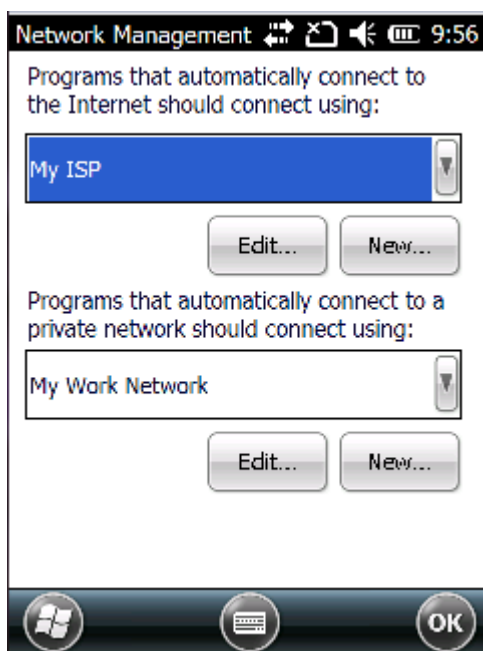 Network Management 9:56
Programs that automatically connect to
the Internet should connect using:
My ISP
Edit... New...
Programs that automatically connect to a
private network should connect using:
My Work Network
Edit... New...
OK